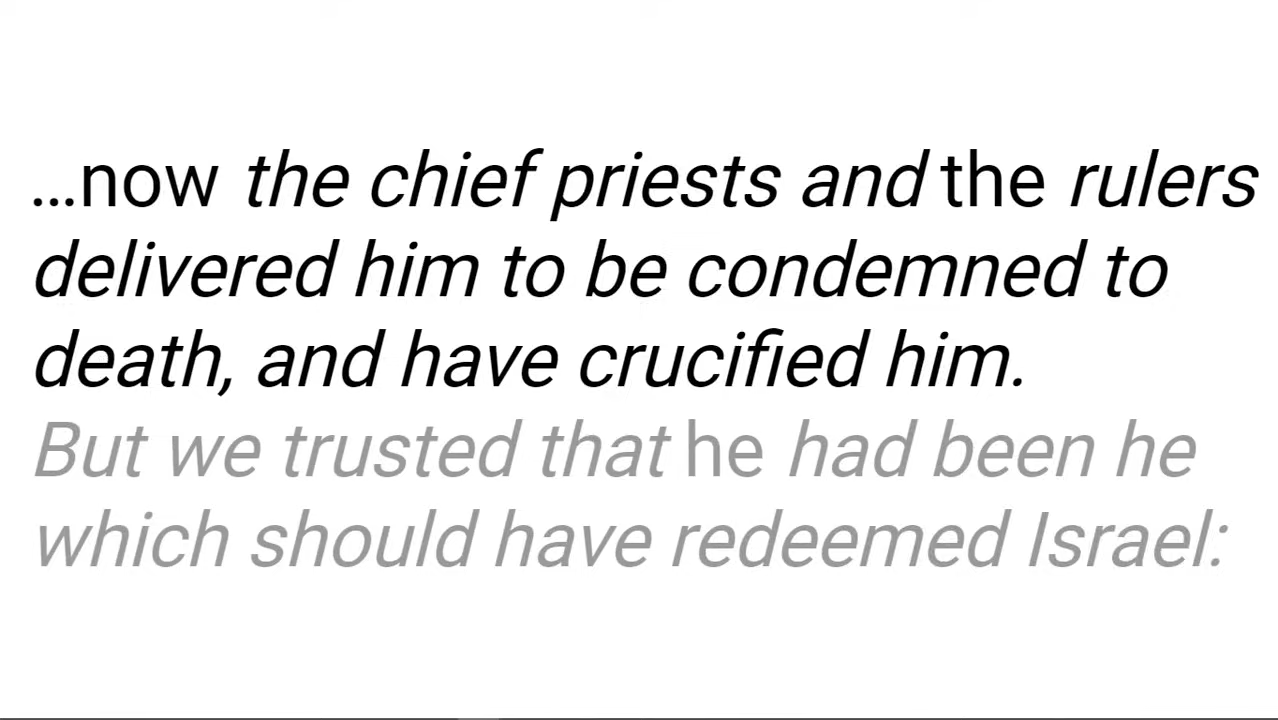 ...now the chief priests and the rulers
delivered him to be condemned to
death, and have crucified him.
But we trusted that he had been he
which should have redeemed Israel: